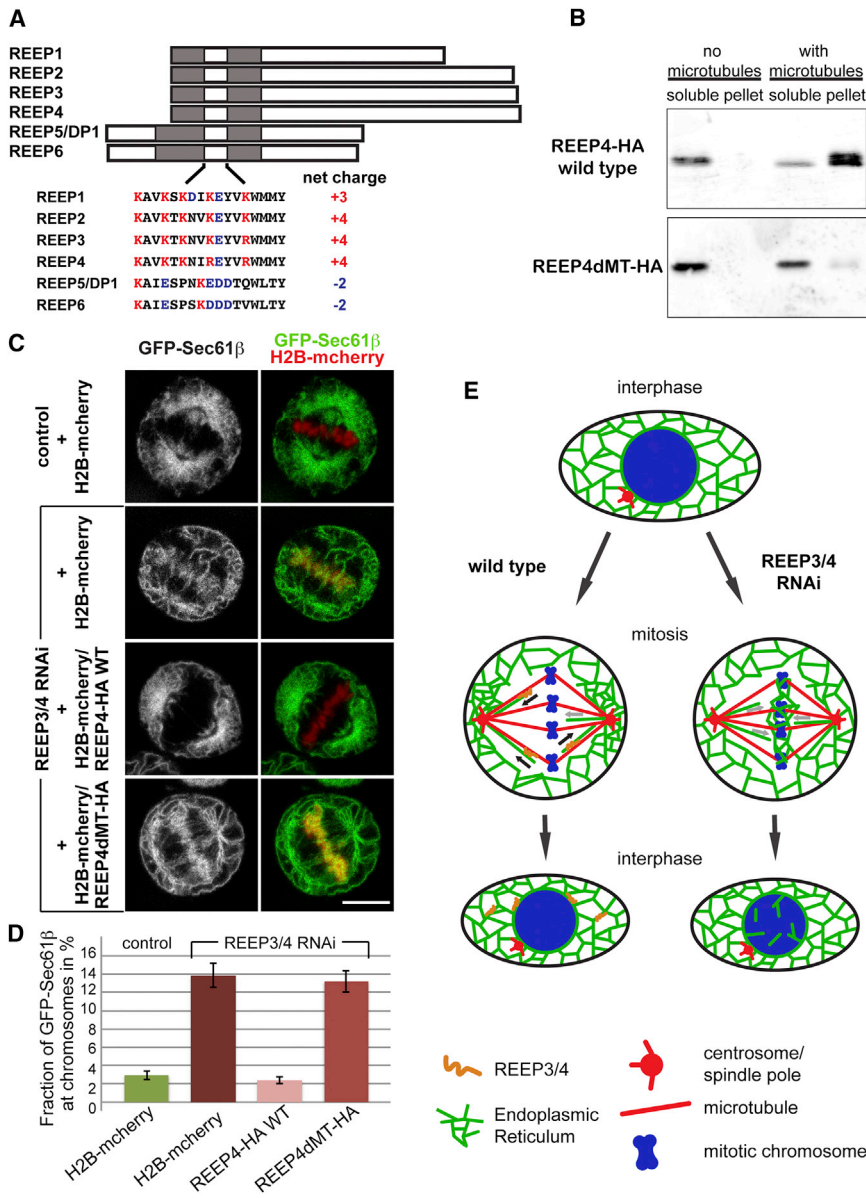 A
REEP1
REEP2
REEP3
REEP4
REEP5/DP1
REEP6
net charge
REEP1 KAVKSKDIKEYVKWMMY +3
REEP2 KAVKTKNVKEYVKWMMY +4
REEP3 KAVKTKNVKEYVRWMMY +4
REEP4 KAVKTKNIREYVRWMMY +4
REEP5/DP1 KAIESPNKEDDTQWLTY -2
REEP6 KAIESPSKDDDTVWLTY -2
B
no microtubules
with microtubules
soluble pellet soluble pellet
REEP4-HA
wild type
REEP4dMT-HA
C
GFP-Sec61β
GFP-Sec61β
H2B-mcherry
control
+
H2B-mcherry
REEP3/4 RNAi
+
H2B-mcherry
+
H2B-mcherry/
REEP4-HA WT
+
H2B-mcherry/
REEP4dMT-HA
D
Fraction of GFP-Sec61β
at chromosomes in %
control
REEP3/4 RNAi
16
14
12
10
8
6
4
2
0
H2B-mcherry
H2B-mcherry
REEP4-HA WT
REEP4dMT-HA
E
interphase
wild type
REEP3/4
RNAi
mitosis
interphase
REEP3/4
centrosome/
spindle pole
Endoplasmic
Reticulum
microtubule
mitotic chromosome